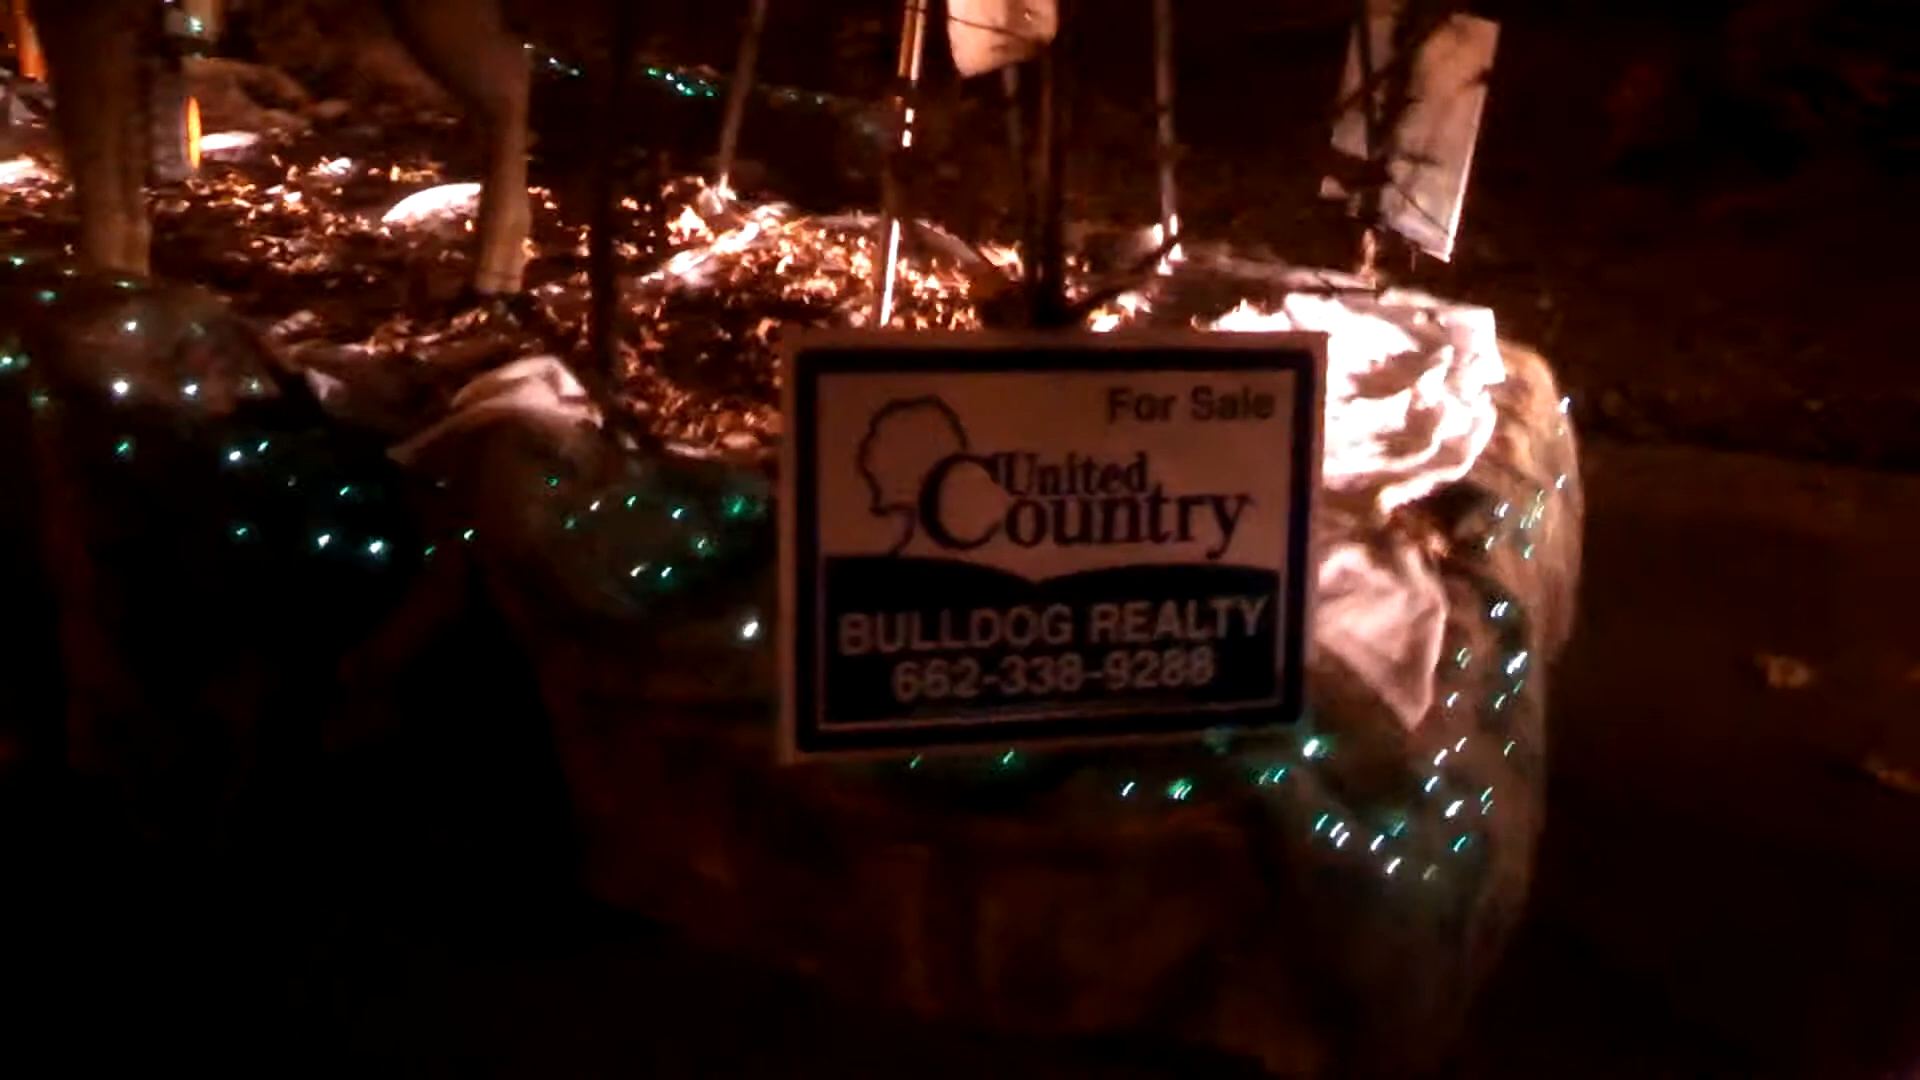 For Sale
United
Country
BULLDOG REALTY
662-338-9288